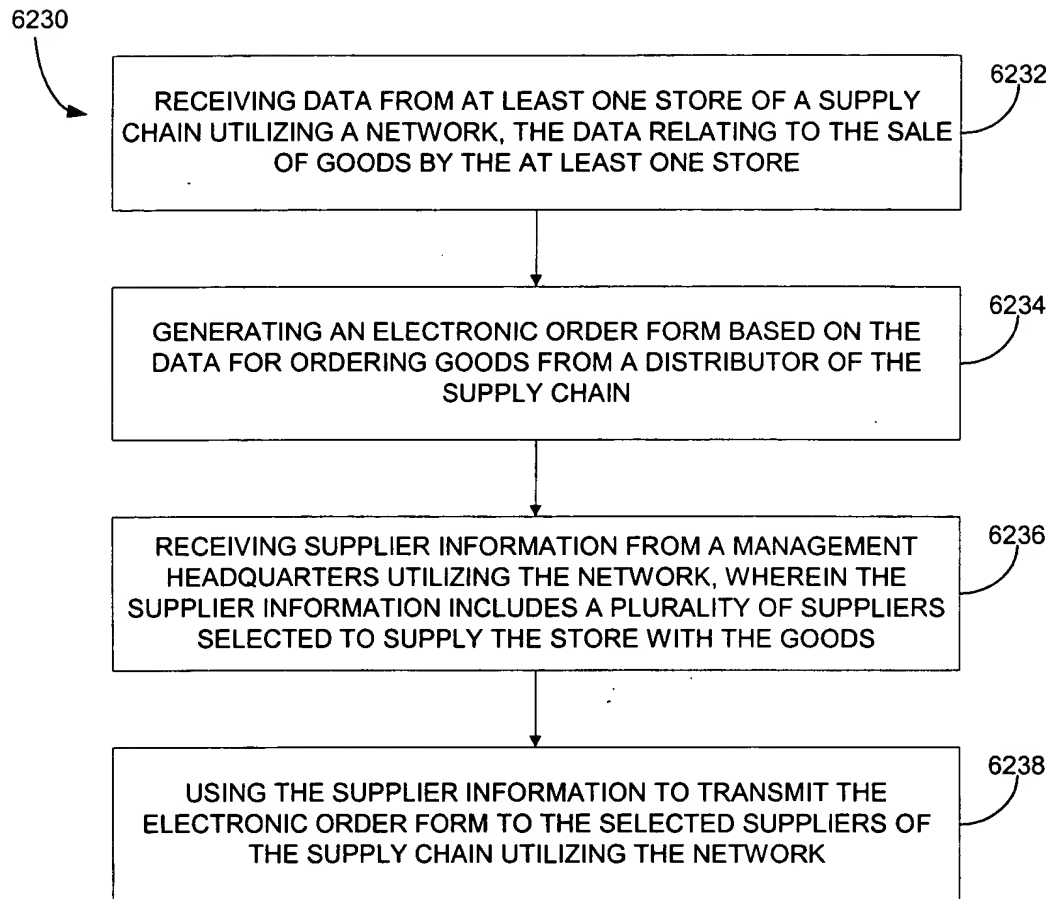 6230
6232
RECEIVING DATA FROM AT LEAST ONE STORE OF A SUPPLY
CHAIN UTILIZING A NETWORK, THE DATA RELATING TO THE SALE
OF GOODS BY THE AT LEAST ONE STORE
6234
GENERATING AN ELECTRONIC ORDER FORM BASED ON THE
DATA FOR ORDERING GOODS FROM A DISTRIBUTOR OF THE
SUPPLY CHAIN
6236
RECEIVING SUPPLIER INFORMATION FROM A MANAGEMENT
HEADQUARTERS UTILIZING THE NETWORK, WHEREIN THE
SUPPLIER INFORMATION INCLUDES A PLURALITY OF SUPPLIERS
SELECTED TO SUPPLY THE STORE WITH THE GOODS
6238
USING THE SUPPLIER INFORMATION TO TRANSMIT THE
ELECTRONIC ORDER FORM TO THE SELECTED SUPPLIERS OF
THE SUPPLY CHAIN UTILIZING THE NETWORK